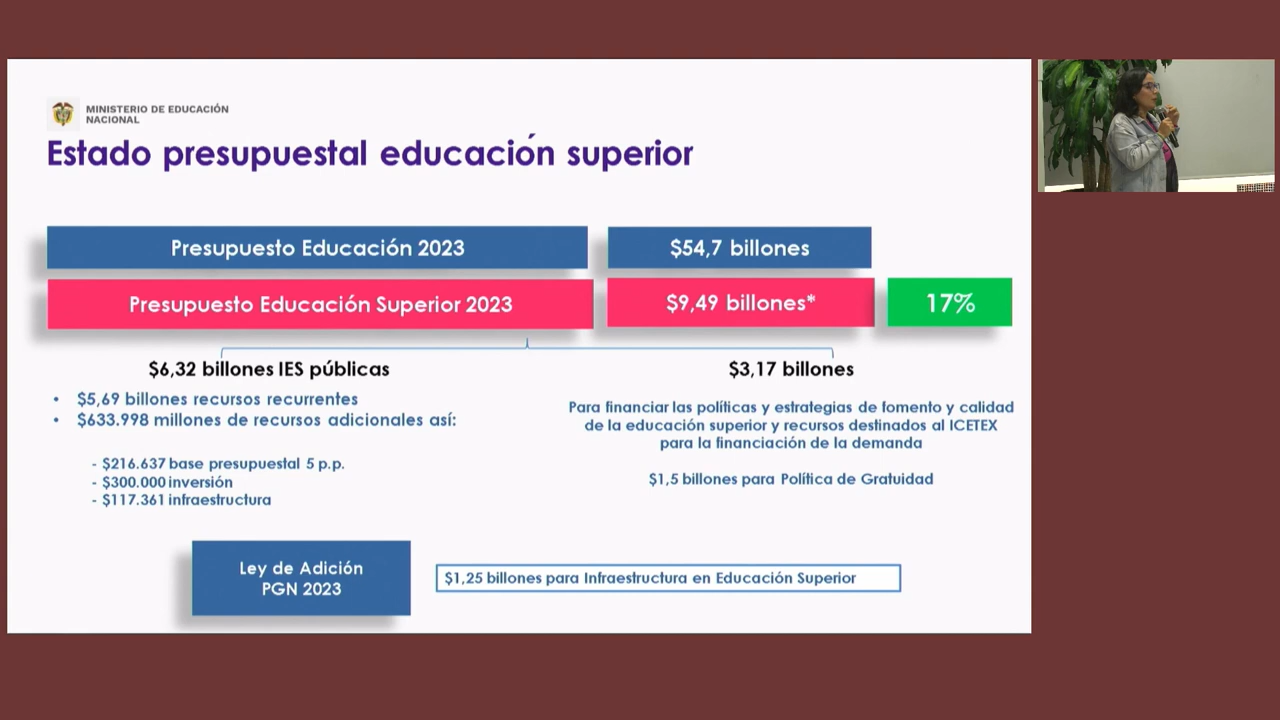 MINISTERIO DE EDUCACIÓN
NACIONAL
Estado presupuestal educación superior
Presupuesto Educación 2023
$54,7 billones
Presupuesto Educación Superior 2023
$9,49 billones*
17%
$6,32 billones IES públicas
• $5,69 billones recursos recurrentes
• $633.998 millones de recursos adicionales así:
- $216.637 base presupuestal 5 p.p.
- $300.000 inversión
- $117.361 infraestructura
$3,17 billones
Para financiar las políticas y estrategias de fomento y calidad
de la educación superior y recursos destinados al ICETEX
para la financiación de la demanda
$1,5 billones para Política de Gratuidad
Ley de Adición
PGN 2023
$1,25 billones para Infraestructura en Educación Superior